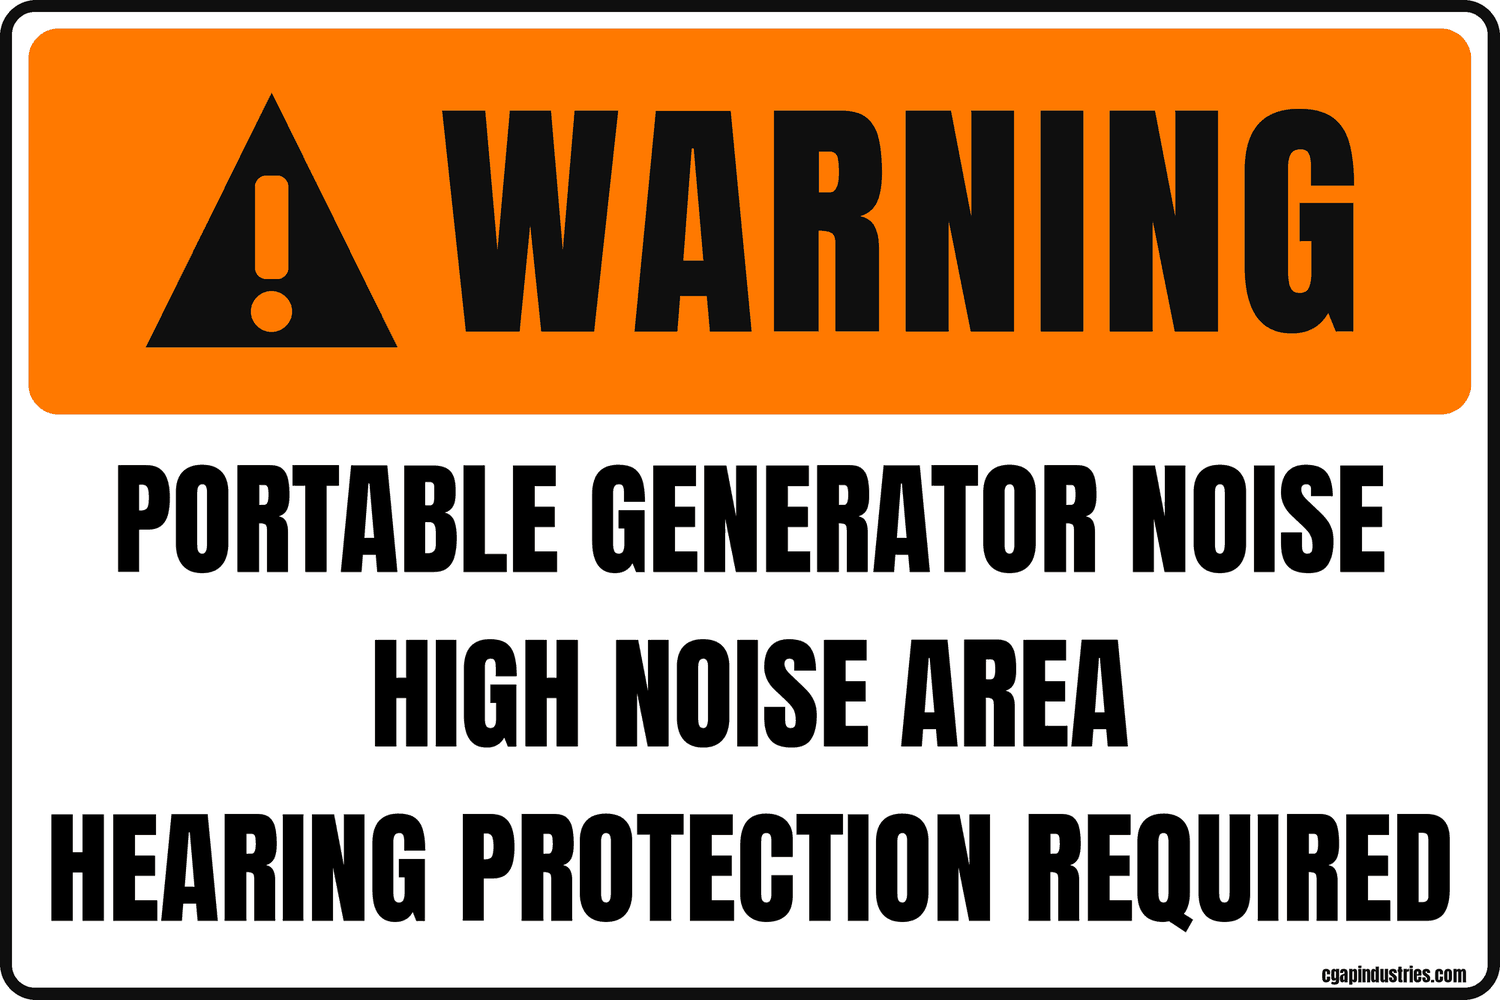 WARNING
PORTABLE GENERATOR NOISE
HIGH NOISE AREA
HEARING PROTECTION REQUIRED
cgapindustries.com